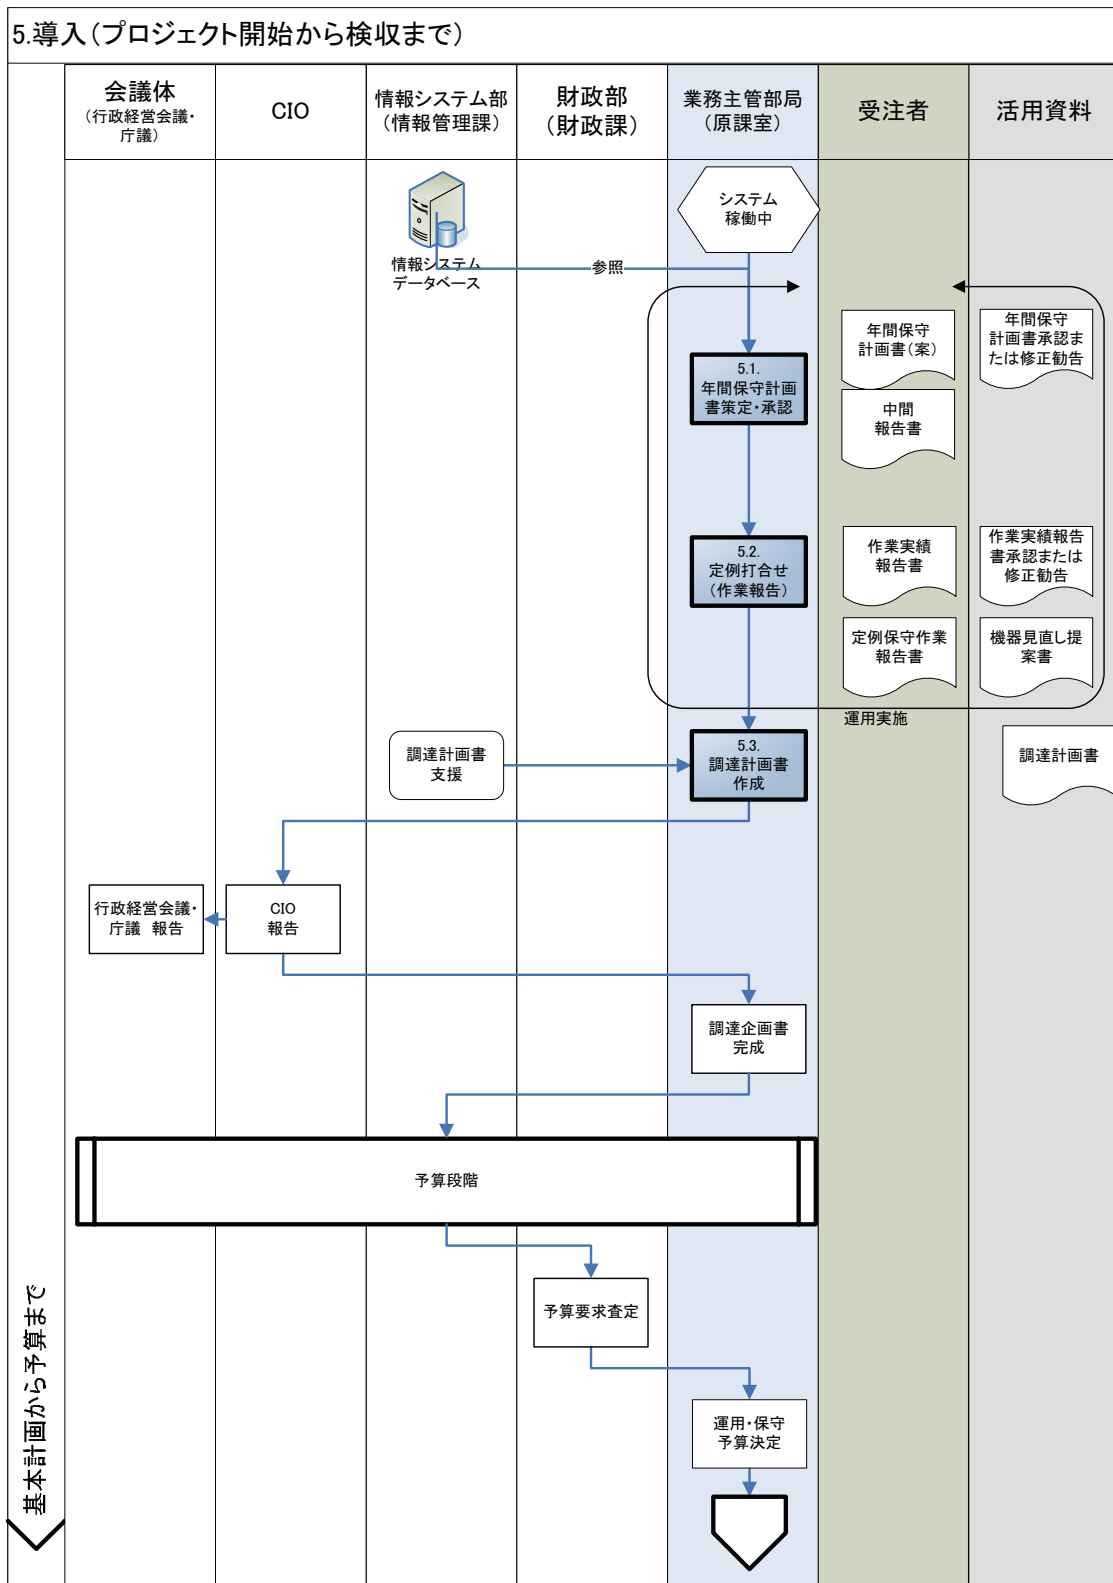 5.導入(プロジェクト開始から検収まで)
会議体
(行政経営会議・
庁議)
CIO
情報システム部
(情報管理課)
財政部
(財政課)
業務主管部局
(原課室)
受注者
活用資料
システム
稼働中
情報システム
データベース
参照
年間保守
計画書(案)
年間保守
計画書承認ま
たは修正勧告
5.1.
年間保守計画
書策定・承認
中間
報告書
5.2.
定例打合せ
(作業報告)
作業実績
報告書
作業実績報告
書承認または
修正勧告
定例保守作業
報告書
機器見直し提
案書
運用実施
調達計画書
支援
5.3.
調達計画書
作成
調達計画書
行政経営会議・
庁議 報告
CIO
報告
調達企画書
完成
予算段階
予算要求査定
運用・保守
予算決定
基本計画から予算まで